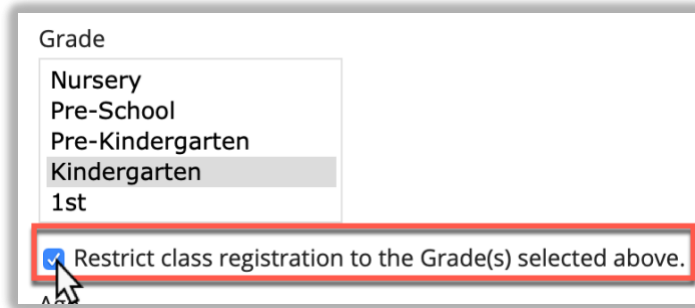 Grade
Nursery
Pre-School
Pre-Kindergarten
Kindergarten
1st
Restrict class registration to the Grade(s) selected above.